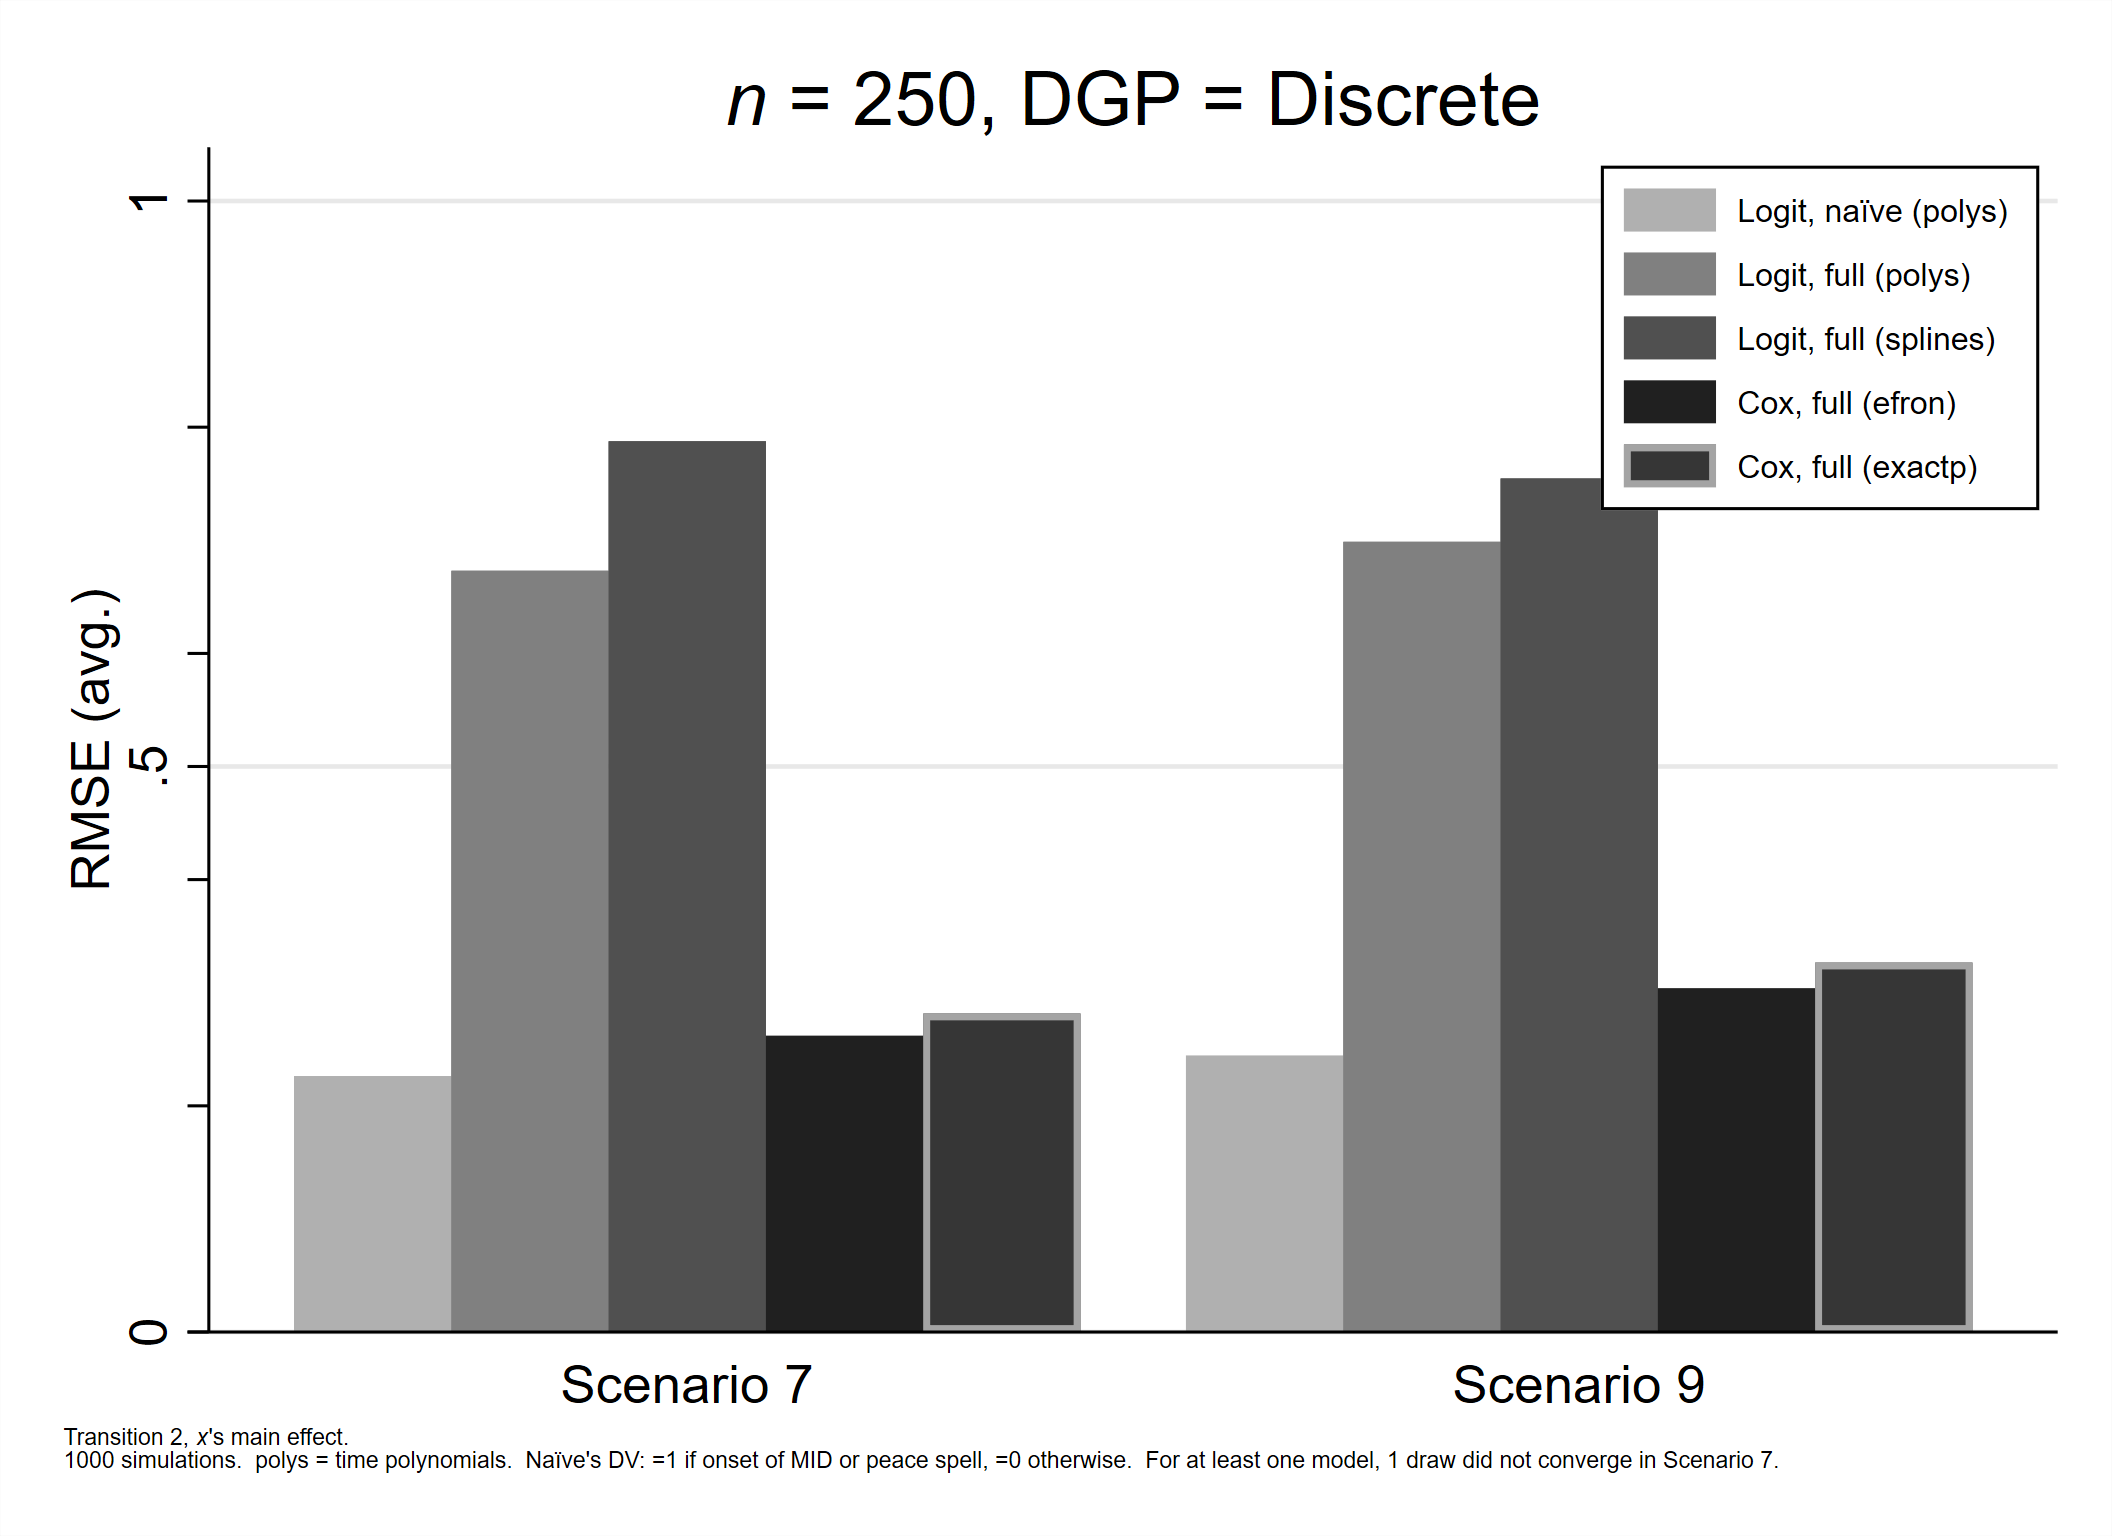 n = 250, DGP = Discrete
Logit, naïve (polys)
Logit, full (polys)
Logit, full (splines)
Cox, full (efron)
Cox, full (exactp)
RMSE (avg.)
1
.5
0
Scenario 7
Scenario 9
Transition 2, x's main effect.
1000 simulations.  polys = time polynomials.  Naïve's DV: =1 if onset of MID or peace spell, =0 otherwise.  For at least one model, 1 draw did not converge in Scenario 7.